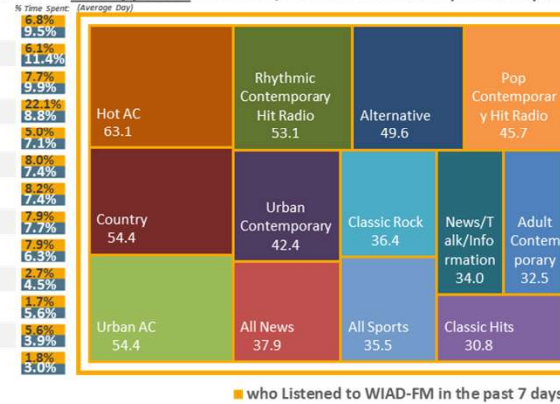 % Time Spent: (Average Day)
6.8%
9.5%
6.1%
11.4%
7.7%
9.9%
22.1%
8.8%
5.0%
7.1%
8.0%
7.4%
8.2%
7.4%
7.9%
7.7%
7.9%
6.3%
2.7%
4.5%
1.7%
5.6%
5.6%
3.9%
1.8%
3.0%
Hot AC
63.1
Rhythmic
Contemporary
Hit Radio
53.1
Alternative
49.6
Pop
Contemporar
y Hit Radio
45.7
Country
54.4
Urban
Contemporary
42.4
Classic Rock
36.4
News/T
alk/Info
rmation
34.0
Adult
Contem
porary
32.5
Urban AC
54.4
All News
37.9
All Sports
35.5
Classic Hits
30.8
who Listened to WIAD-FM in the past 7 days